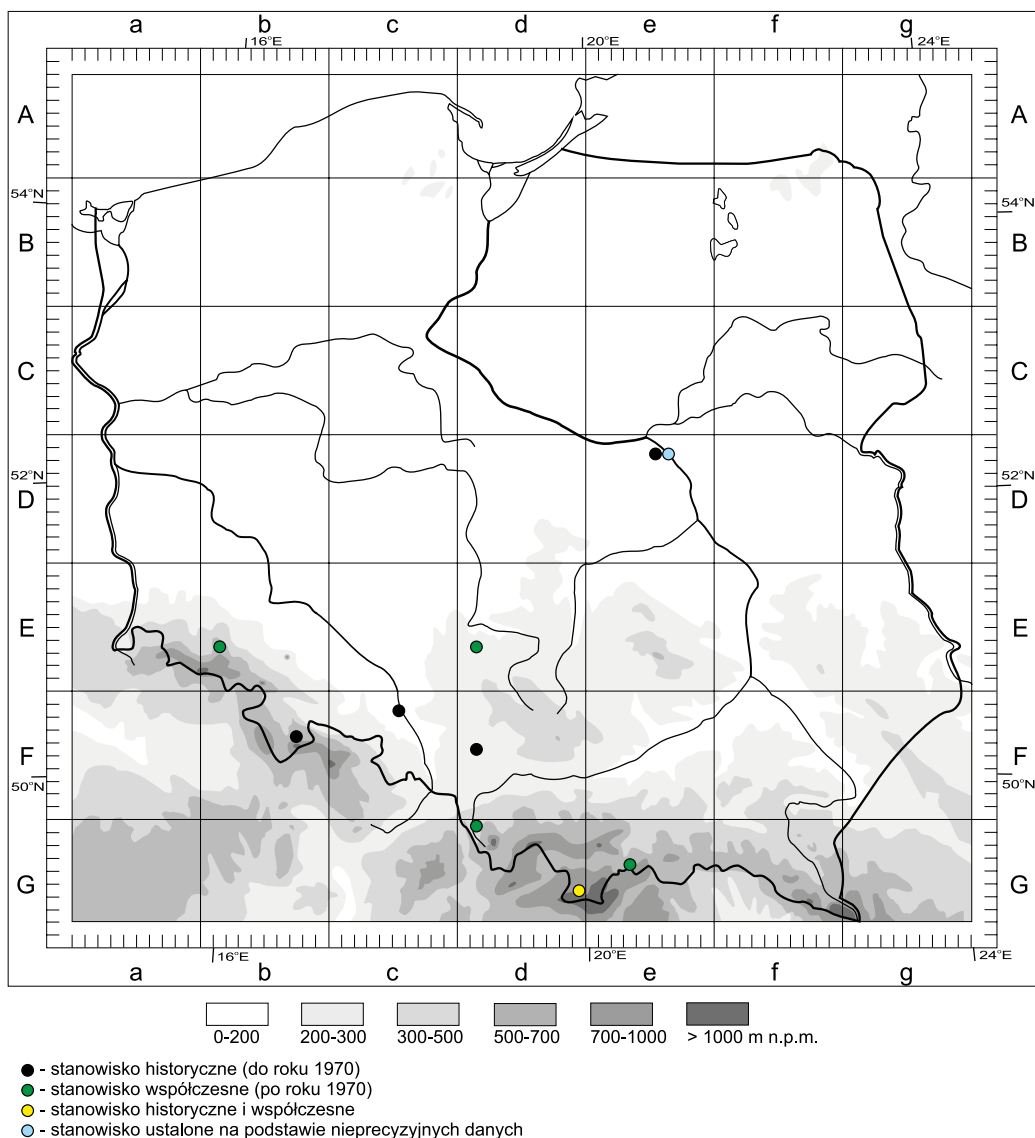 a b c d e f g
16°E 20°E 24°E
A A
54°N 54°N
B B
C C
52°N 52°N
D D
E E
F F
50°N 50°N
G G
16°E 20°E 24°E
a b c d e f g
0-200 200-300 300-500 500-700 700-1000 > 1000 m n.p.m.
- stanowisko historyczne (do roku 1970)
- stanowisko współczesne (po roku 1970)
- stanowisko historyczne i współczesne
- stanowisko ustalone na podstawie nieprecyzyjnych danych